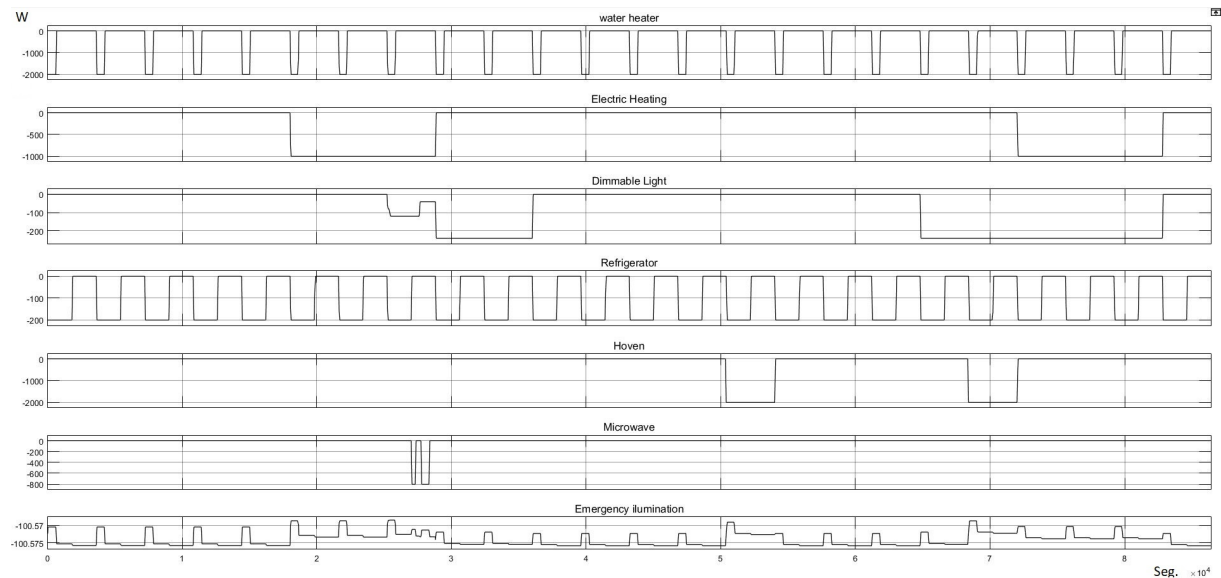 W
water heater
0
-1000
-2000
Electric Heating
0
-500
-1000
Dimmable Light
0
-100
-200
Refrigerator
0
-100
-200
Hoven
0
-1000
-2000
Microwave
0
-200
-400
-600
-800
Emergency ilumination
-100.57
-100.575
0 1 2 3 4 5 6 7 8
Seg. ×10⁴